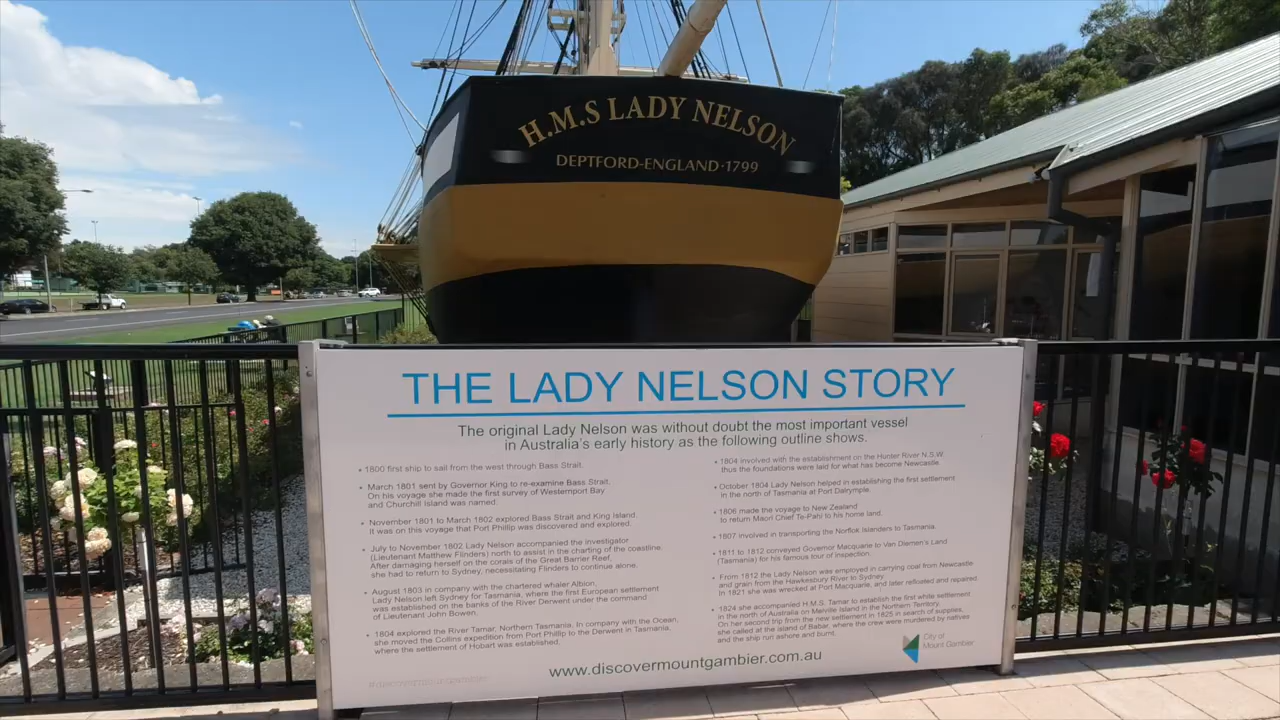 H.M.S LADY NELSON
DEPTFORD-ENGLAND·1799
THE LADY NELSON STORY
The original Lady Nelson was without doubt the most important vessel
in Australia's early history as the following outline shows.
• 1800 first ship to sail from the west through Bass Strait.
• March 1801 sent by Governor King to re-examine Bass Strait.
On his voyage she made the first survey of Westernport Bay
and Churchill Island was named.
• November 1801 to March 1802 explored Bass Strait and King Island.
It was on this voyage that Port Phillip was discovered and explored.
• July to November 1802 Lady Nelson accompanied the investigator
(Lieutenant Matthew Flinders) north to assist in the charting of the coastline.
After damaging herself on the corals of the Great Barrier Reef,
she had to return to Sydney, necessitating Flinders to continue alone.
• August 1803 in company with the chartered whaler Albion,
Lady Nelson left Sydney for Tasmania, where the first European settlement
was established on the banks of the River Derwent under the command
of Lieutenant John Bowen.
• 1804 explored the River Tamar, Northern Tasmania. In company with the Ocean,
she moved the Collins expedition from Port Phillip to the Derwent in Tasmania,
where the settlement of Hobart was established.
• 1804 involved with the establishment on the Hunter River N.S.W.
thus the foundations were laid for what has become Newcastle.
• October 1804 Lady Nelson helped in establishing the first settlement
in the north of Tasmania at Port Dalrymple.
• 1806 made the voyage to New Zealand
to return Maori Chief Te-Pahi to his home land.
• 1807 involved in transporting the Norflok Islanders to Tasmania.
• 1811 to 1812 conveyed Governor Macquarie to Van Diemen's Land
(Tasmania) for his famous tour of inspection.
• From 1812 the Lady Nelson was employed in carrying coal from Newcastle
and grain from the Hawkesbury River to Sydney.
In 1821 she was wrecked at Port Macquarie, and later refloated and repaired.
• 1824 she accompanied H.M.S. Tamar to establish the first white settlement
in the north of Australia on Melville Island in the Northern Territory.
On her second trip from the new settlement in 1825 in search of supplies,
she called at the island of Babar, where the crew were murdered by natives
and the ship run ashore and burnt.
www.discovermountgambier.com.au
City of
Mount Gambier